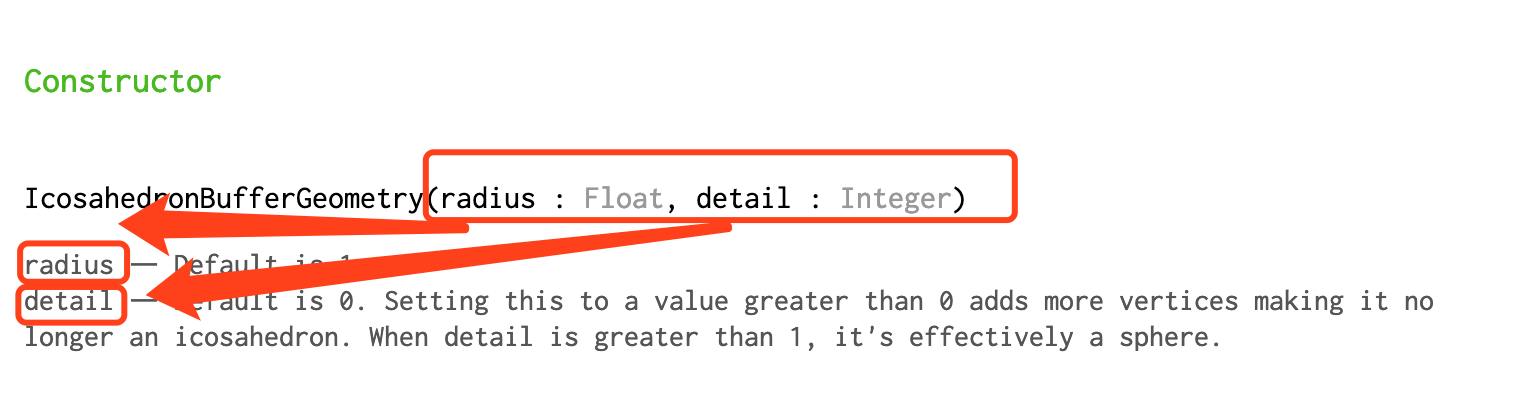 Constructor
IcosahedronBufferGeometry(radius : Float, detail : Integer)
radius — Default is 1
detail — Default is 0. Setting this to a value greater than 0 adds more vertices making it no
longer an icosahedron. When detail is greater than 1, it's effectively a sphere.